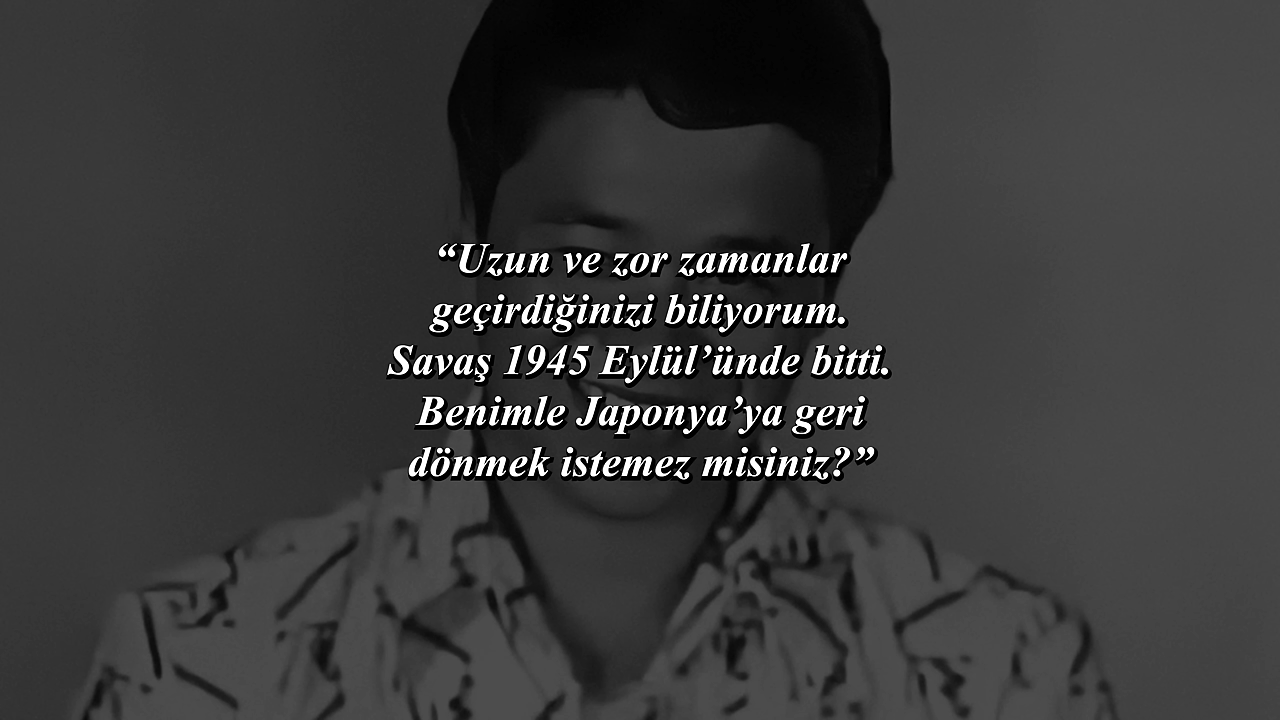 “Uzun ve zor zamanlar
geçirdiğinizi biliyorum.
Savaş 1945 Eylül’ünde bitti.
Benimle Japonya’ya geri
dönmek istemez misiniz?”